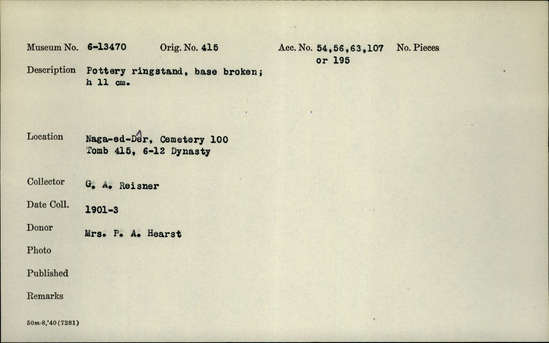 Museum No. 6-13470 Orig. No. 415 Acc. No. 54,56,63,107 No. Pieces
or 195
Description Pottery ringstand, base broken;
h 11 cm.
Location Naga-ed-Dêr, Cemetery 100
Tomb 415, 6-12 Dynasty
Collector G. A. Reisner
Date Coll. 1901-3
Donor Mrs. P. A. Hearst
Photo
Published
Remarks
50m-8,'40(7281)